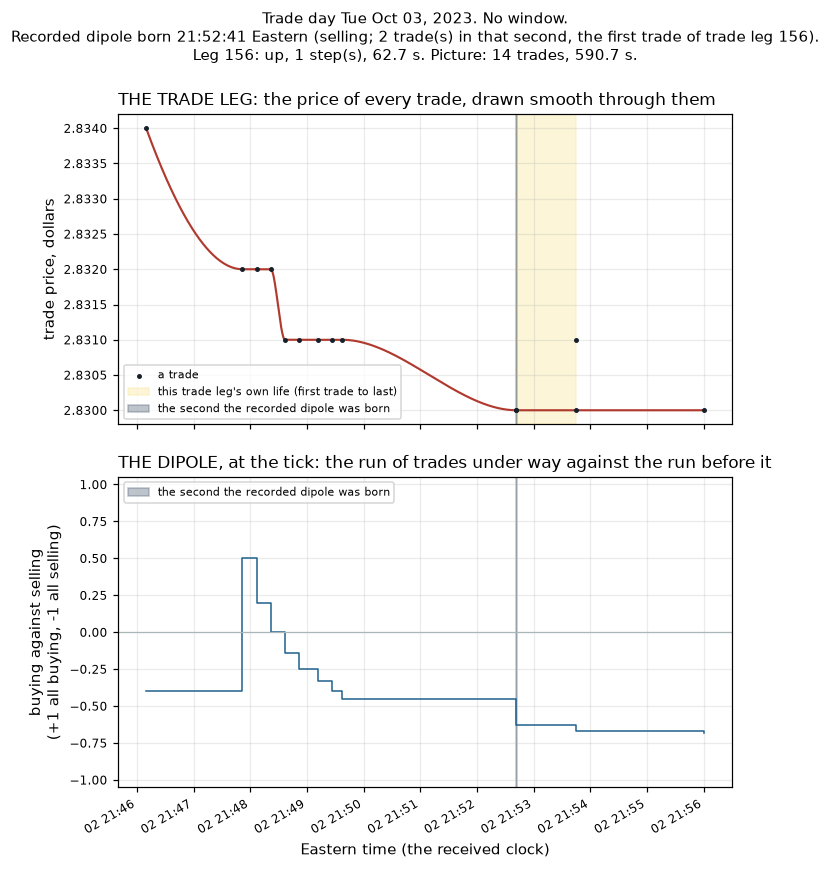 Trade day Tue Oct 03, 2023. No window.
Recorded dipole born 21:52:41 Eastern (selling; 2 trade(s) in that second, the first trade of trade leg 156).
Leg 156: up, 1 step(s), 62.7 s. Picture: 14 trades, 590.7 s.
THE TRADE LEG: the price of every trade, drawn smooth through them
trade price, dollars
2.8340
2.8335
2.8330
2.8325
2.8320
2.8315
2.8310
2.8305
2.8300
a trade
this trade leg's own life (first trade to last)
the second the recorded dipole was born
THE DIPOLE, at the tick: the run of trades under way against the run before it
buying against selling
(+1 all buying, -1 all selling)
1.00
0.75
0.50
0.25
0.00
−0.25
−0.50
−0.75
−1.00
the second the recorded dipole was born
02 21:46
02 21:47
02 21:48
02 21:49
02 21:50
02 21:51
02 21:52
02 21:53
02 21:54
02 21:55
02 21:56
Eastern time (the received clock)